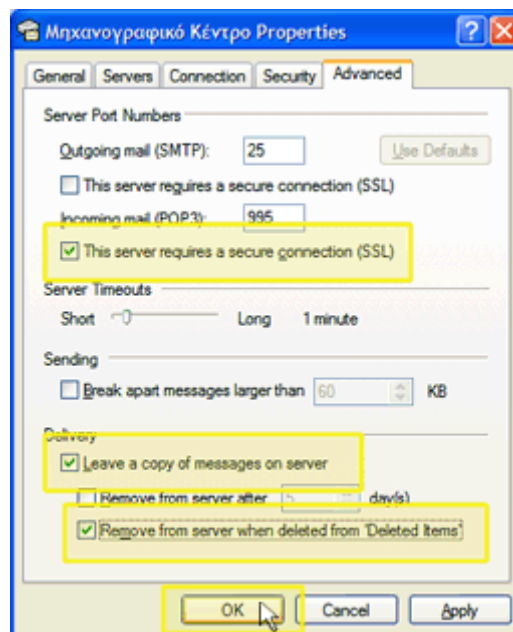 Μηχανογραφικό Κέντρο Properties
General Servers Connection Security Advanced
Server Port Numbers
Outgoing mail (SMTP): 25 Use Defaults
This server requires a secure connection (SSL)
Incoming mail (POP3): 995
This server requires a secure connection (SSL)
Server Timeouts
Short Long 1 minute
Sending
Break apart messages larger than 60 KB
Delivery
Leave a copy of messages on server
Remove from server after 5 day(s)
Remove from server when deleted from 'Deleted Items'
OK Cancel Apply